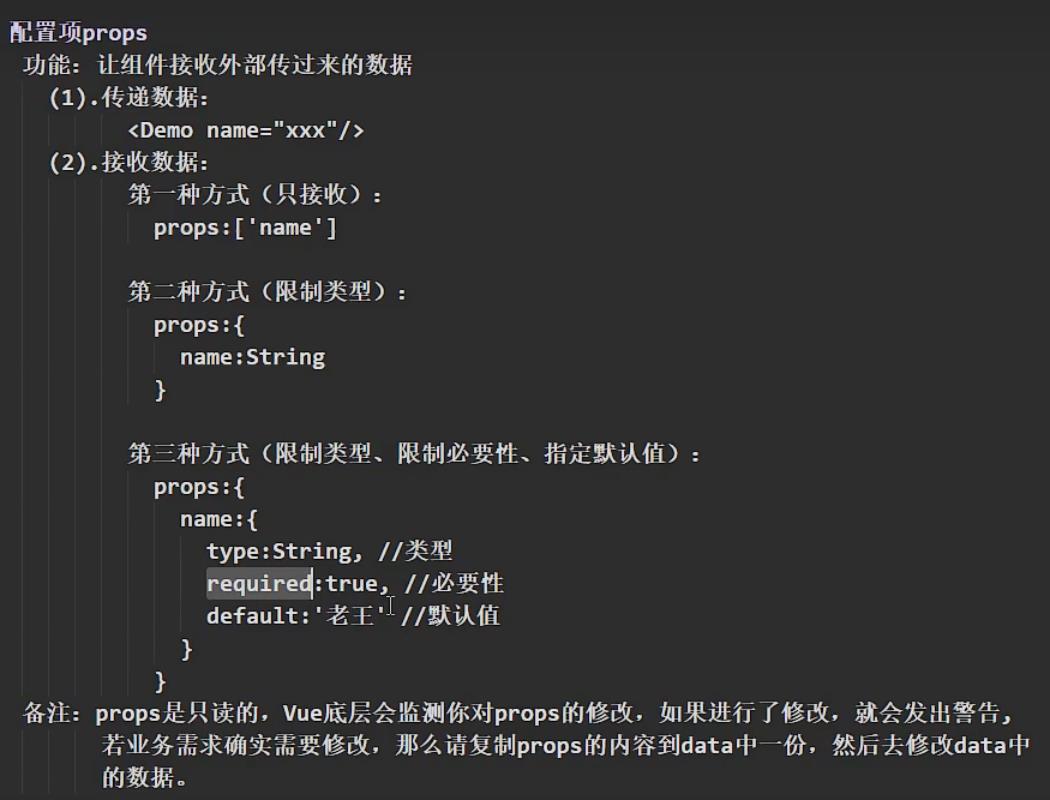 配置项props
功能：让组件接收外部传过来的数据
(1).传递数据：
<Demo name="xxx"/>
(2).接收数据：
第一种方式（只接收）：
props:['name']
第二种方式（限制类型）：
props:{
name:String
}
第三种方式（限制类型、限制必要性、指定默认值）：
props:{
name:{
type:String, //类型
required:true, //必要性
default:'老王' //默认值
}
}
备注：props是只读的，Vue底层会监测你对props的修改，如果进行了修改，就会发出警告，
若业务需求确实需要修改，那么请复制props的内容到data中一份，然后去修改data中
的数据。